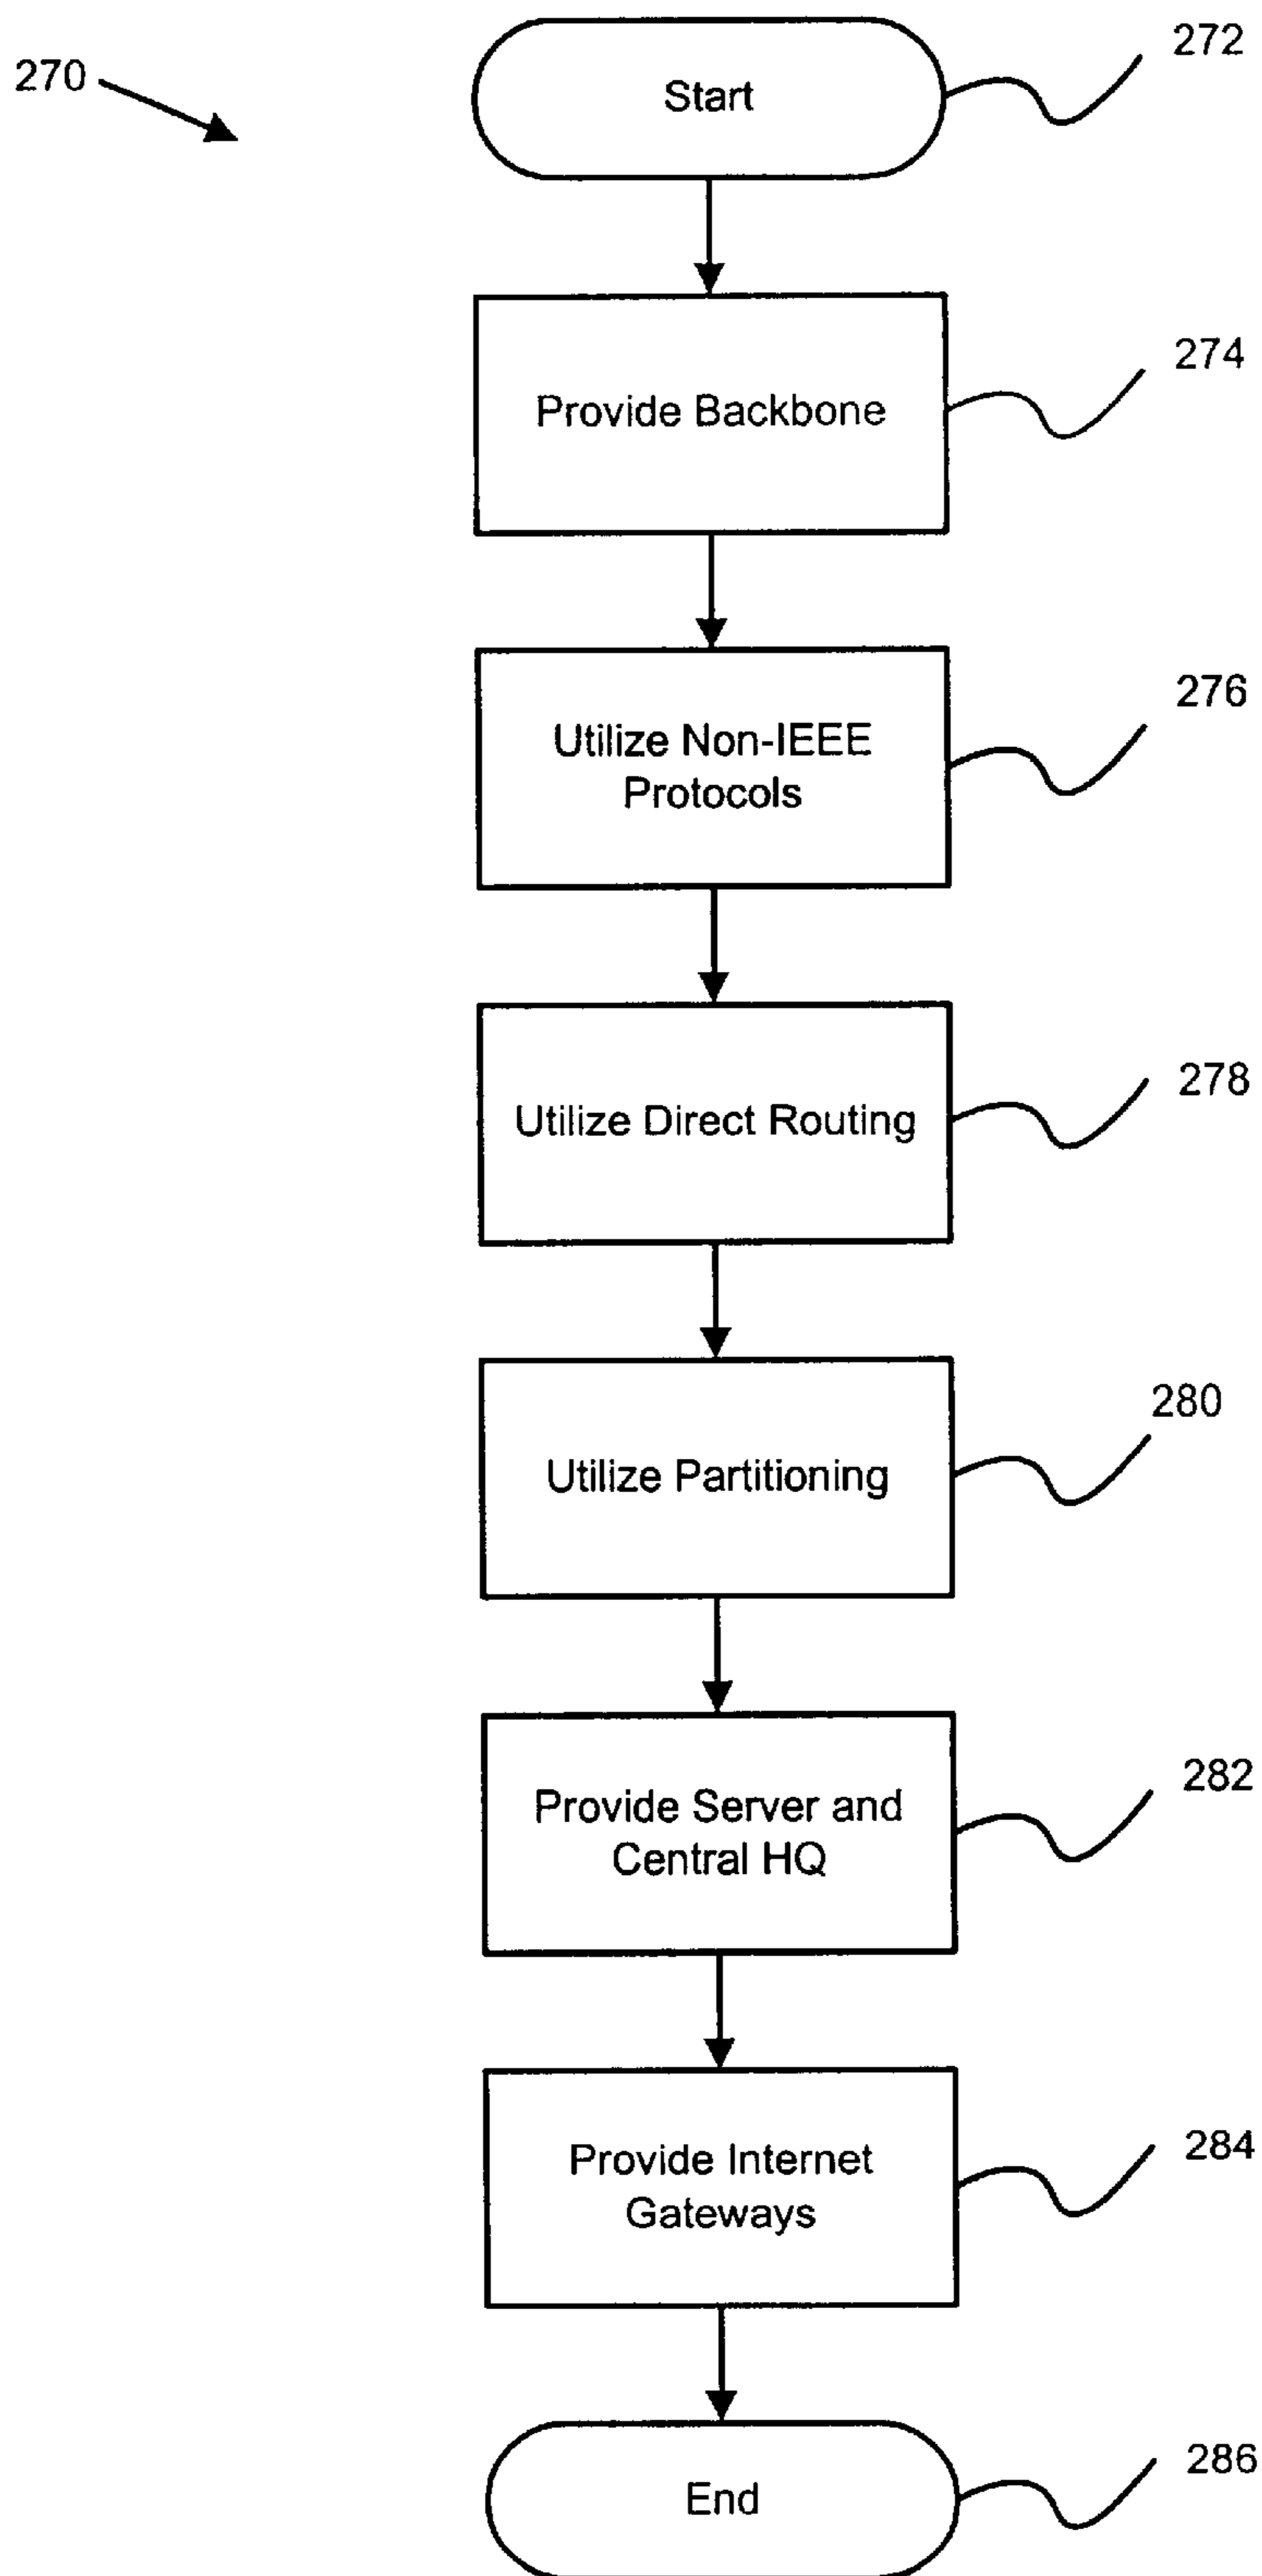 270
Start
272
Provide Backbone
274
Utilize Non-IEEE
Protocols
276
Utilize Direct Routing
278
Utilize Partitioning
280
Provide Server and
Central HQ
282
Provide Internet
Gateways
284
End
286